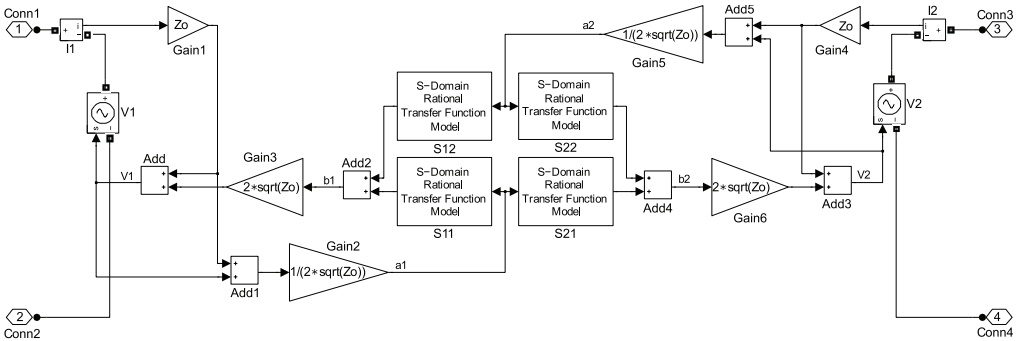 Conn1
1
+
i
−
I1
Zo
Gain1
a2
1/(2*sqrt(Zo))
Gain5
Add5
+
+
Zo
Gain4
I2
i
−
+
Conn3
3
+
V1
s
−
S−Domain
Rational
Transfer Function
Model
S12
S−Domain
Rational
Transfer Function
Model
S22
+
V2
s
−
V1
Add
+
+
Gain3
2*sqrt(Zo)
b1
Add2
+
+
S−Domain
Rational
Transfer Function
Model
S11
S−Domain
Rational
Transfer Function
Model
S21
+
+
Add4
b2
2*sqrt(Zo)
Gain6
+
+
Add3
V2
+
+
Add1
Gain2
1/(2*sqrt(Zo))
a1
2
Conn2
4
Conn4